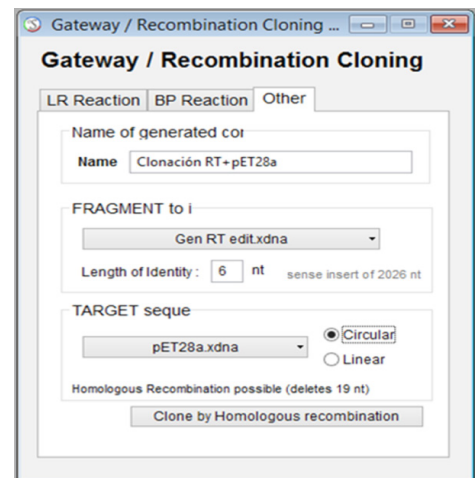 Gateway / Recombination Cloning ...
Gateway / Recombination Cloning
LR Reaction BP Reaction Other
Name of generated cor
Name Clonación RT+pET28a
FRAGMENT to i
Gen RT edit.xdna
Length of Identity : 6 nt sense insert of 2026 nt
TARGET seque
Circular
pET28a.xdna
Linear
Homologous Recombination possible (deletes 19 nt)
Clone by Homologous recombination